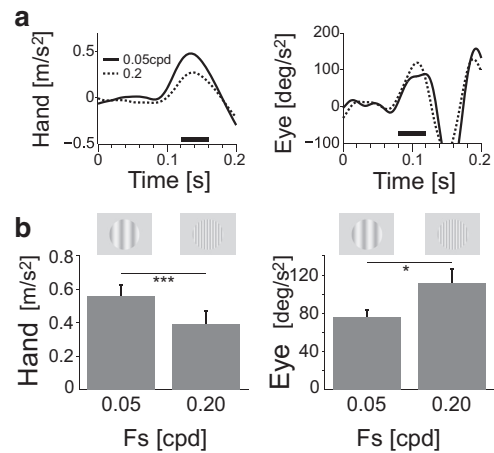 a
Hand [m/s²]
0.5
0
−0.5
0.05cpd
0.2
0
0.1
0.2
Time [s]
Eye [deg/s²]
200
100
0
−100
0
0.1
0.2
Time [s]
b
Hand [m/s²]
0.8
0.6
0.4
0.2
0
***
0.05
0.20
Fs [cpd]
Eye [deg/s²]
120
80
40
0
*
0.05
0.20
Fs [cpd]